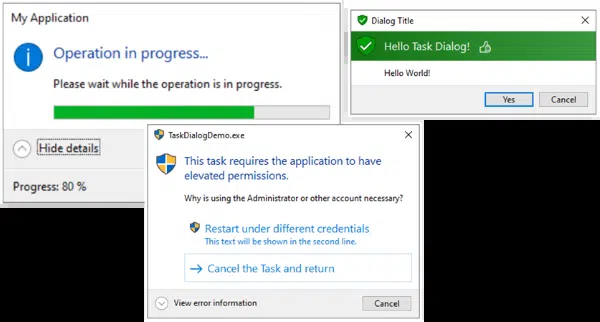 My Application
Operation in progress...
Please wait while the operation is in progress.
Hide details
Progress: 80 %
Dialog Title
Hello Task Dialog!
Hello World!
Yes
Cancel
TaskDialogDemo.exe
This task requires the application to have
elevated permissions.
Why is using the Administrator or other account necessary?
Restart under different credentials
This text will be shown in the second line.
Cancel the Task and return
View error information
Cancel